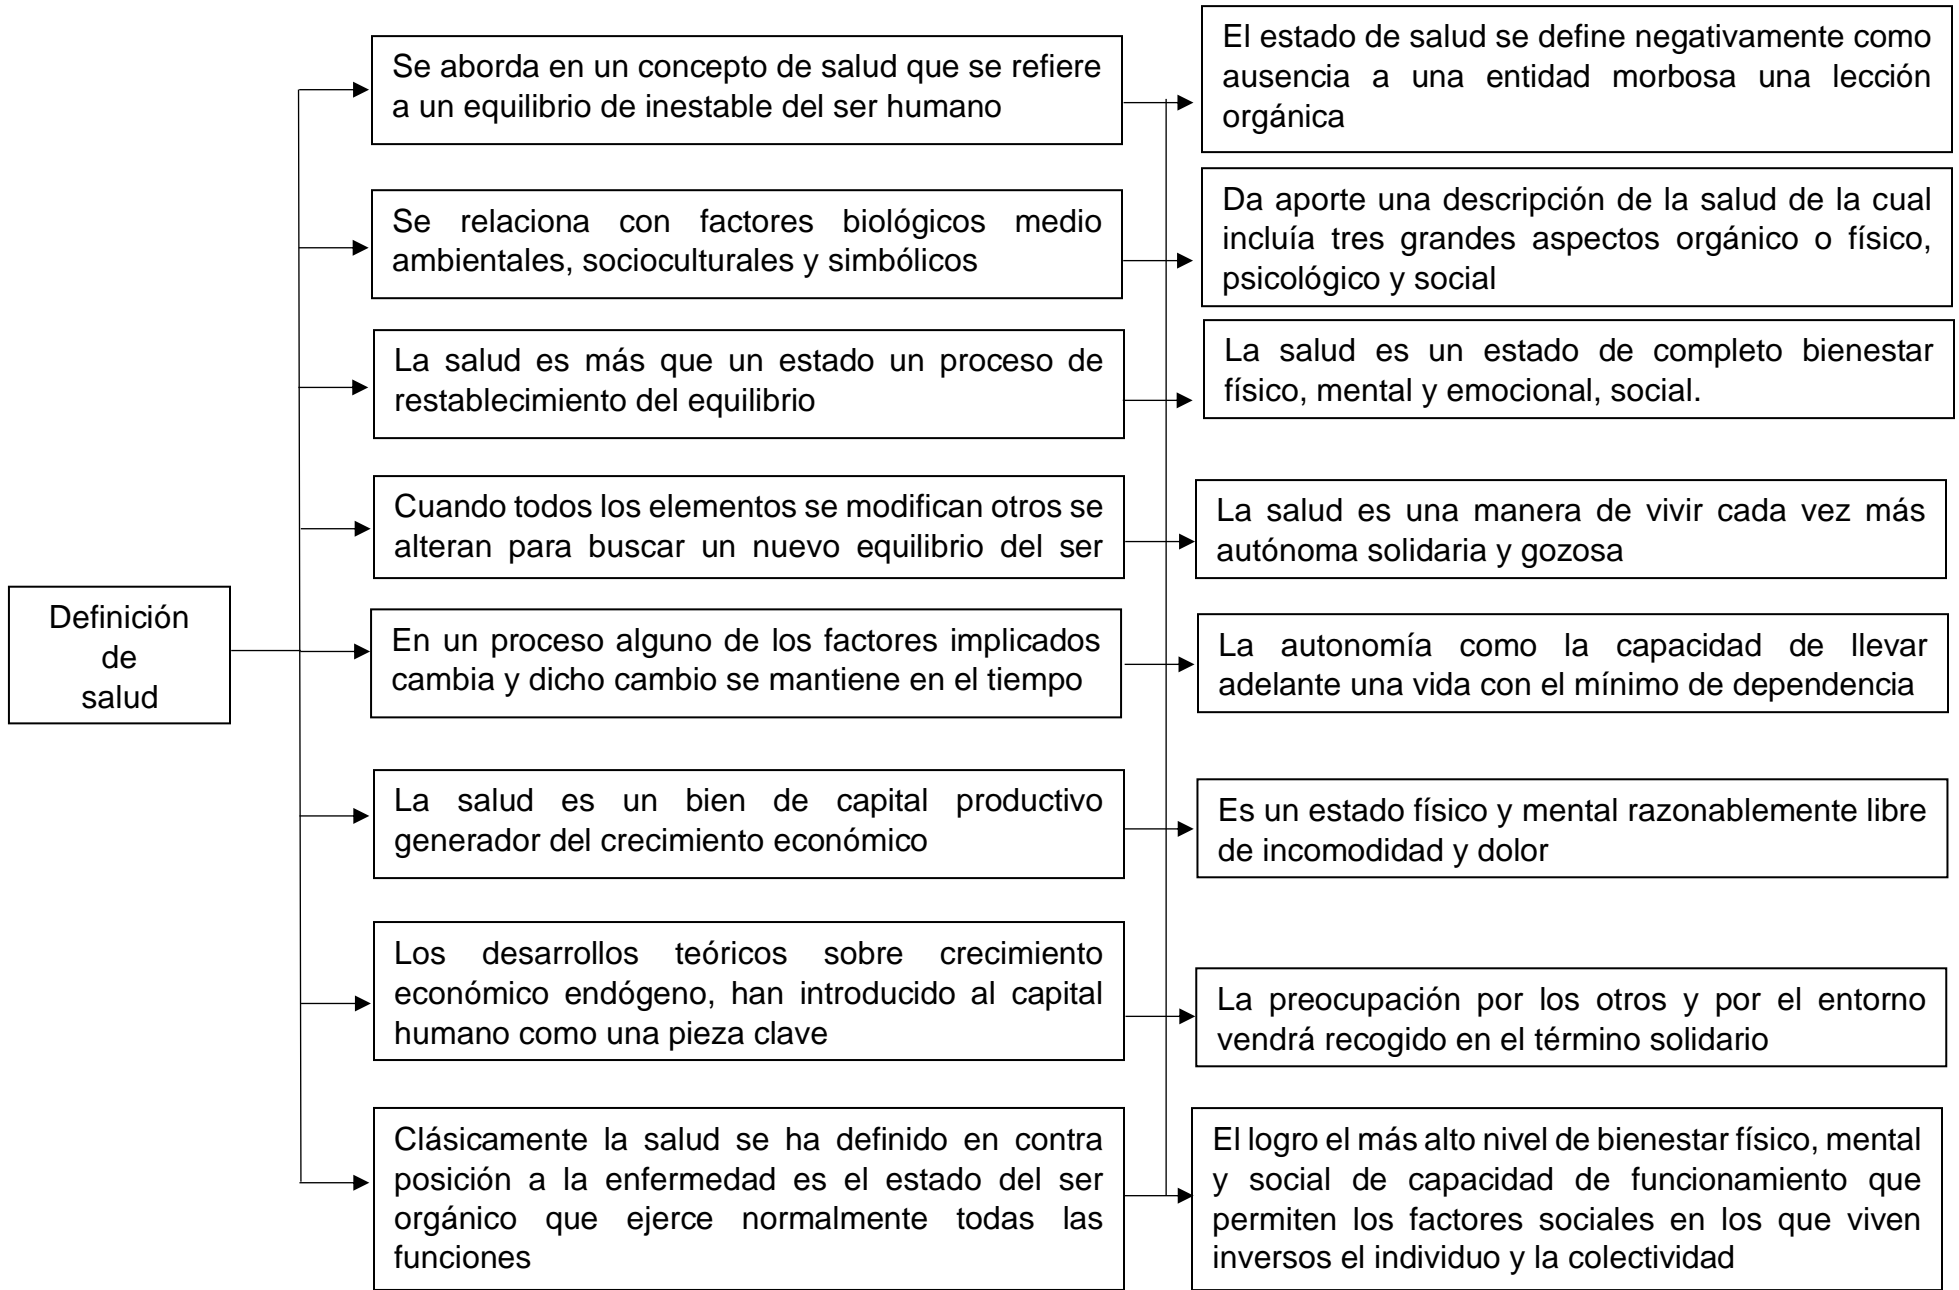 Definición
de
salud
Se aborda en un concepto de salud que se refiere
a un equilibrio de inestable del ser humano
Se relaciona con factores biológicos medio
ambientales, socioculturales y simbólicos
La salud es más que un estado un proceso de
restablecimiento del equilibrio
Cuando todos los elementos se modifican otros se
alteran para buscar un nuevo equilibrio del ser
En un proceso alguno de los factores implicados
cambia y dicho cambio se mantiene en el tiempo
La salud es un bien de capital productivo
generador del crecimiento económico
Los desarrollos teóricos sobre crecimiento
económico endógeno, han introducido al capital
humano como una pieza clave
Clásicamente la salud se ha definido en contra
posición a la enfermedad es el estado del ser
orgánico que ejerce normalmente todas las
funciones
El estado de salud se define negativamente como
ausencia a una entidad morbosa una lección
orgánica
Da aporte una descripción de la salud de la cual
incluía tres grandes aspectos orgánico o físico,
psicológico y social
La salud es un estado de completo bienestar
físico, mental y emocional, social.
La salud es una manera de vivir cada vez más
autónoma solidaria y gozosa
La autonomía como la capacidad de llevar
adelante una vida con el mínimo de dependencia
Es un estado físico y mental razonablemente libre
de incomodidad y dolor
La preocupación por los otros y por el entorno
vendrá recogido en el término solidario
El logro el más alto nivel de bienestar físico, mental
y social de capacidad de funcionamiento que
permiten los factores sociales en los que viven
inversos el individuo y la colectividad